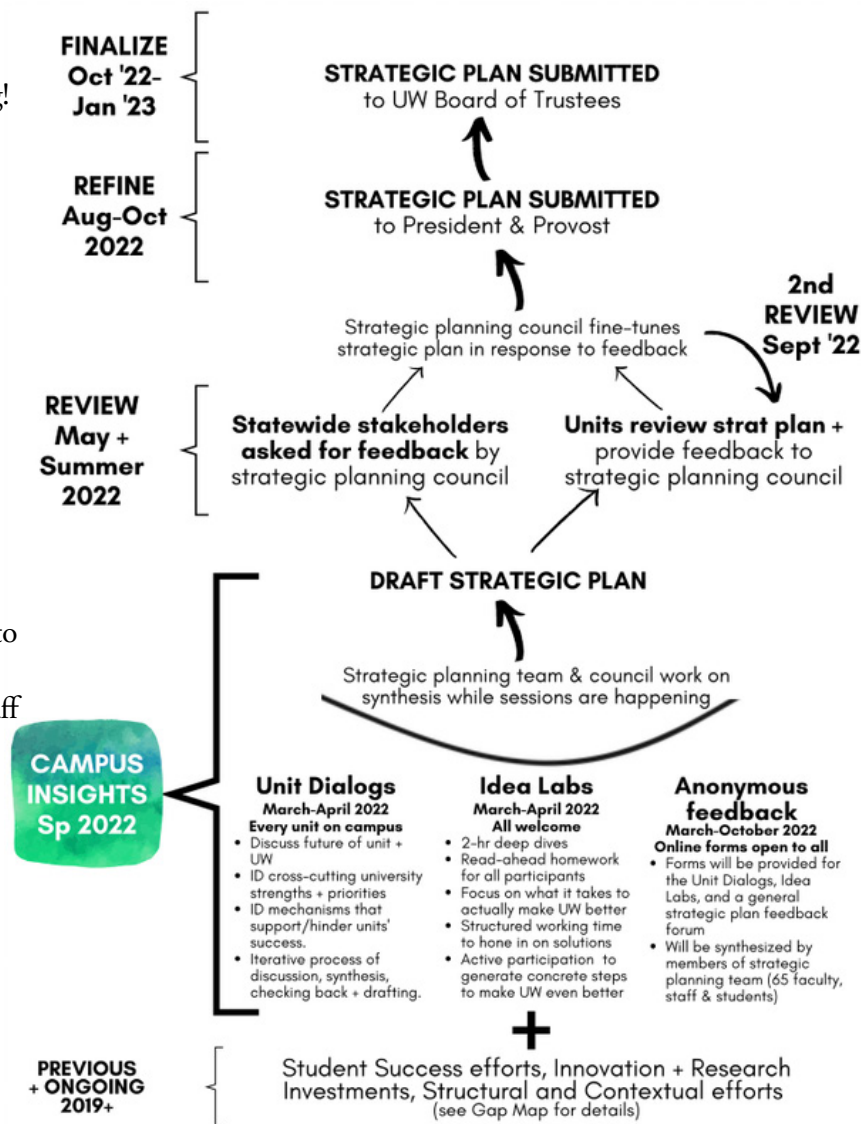 FINALIZE
Oct '22-
Jan '23
g!
STRATEGIC PLAN SUBMITTED
to UW Board of Trustees
REFINE
Aug-Oct
2022
STRATEGIC PLAN SUBMITTED
to President & Provost
2nd
REVIEW
Sept '22
Strategic planning council fine-tunes
strategic plan in response to feedback
REVIEW
May +
Summer
2022
Statewide stakeholders
asked for feedback by
strategic planning council
Units review strat plan +
provide feedback to
strategic planning council
DRAFT STRATEGIC PLAN
to
Strategic planning team & council work on
synthesis while sessions are happening
ff
CAMPUS
INSIGHTS
Sp 2022
Unit Dialogs
March-April 2022
Every unit on campus
• Discuss future of unit +
UW
• ID cross-cutting university
strengths + priorities
• ID mechanisms that
support/hinder units'
success.
• Iterative process of
discussion, synthesis,
checking back + drafting.
Idea Labs
March-April 2022
All welcome
• 2-hr deep dives
• Read-ahead homework
for all participants
• Focus on what it takes to
actually make UW better
• Structured working time
to hone in on solutions
• Active participation to
generate concrete steps
to make UW even better
Anonymous
feedback
March-October 2022
Online forms open to all
• Forms will be provided for
the Unit Dialogs, Idea
Labs, and a general
strategic plan feedback
forum
• Will be synthesized by
members of strategic
planning team (65 faculty,
staff & students)
+
PREVIOUS
+ ONGOING
2019+
Student Success efforts, Innovation + Research
Investments, Structural and Contextual efforts
(see Gap Map for details)